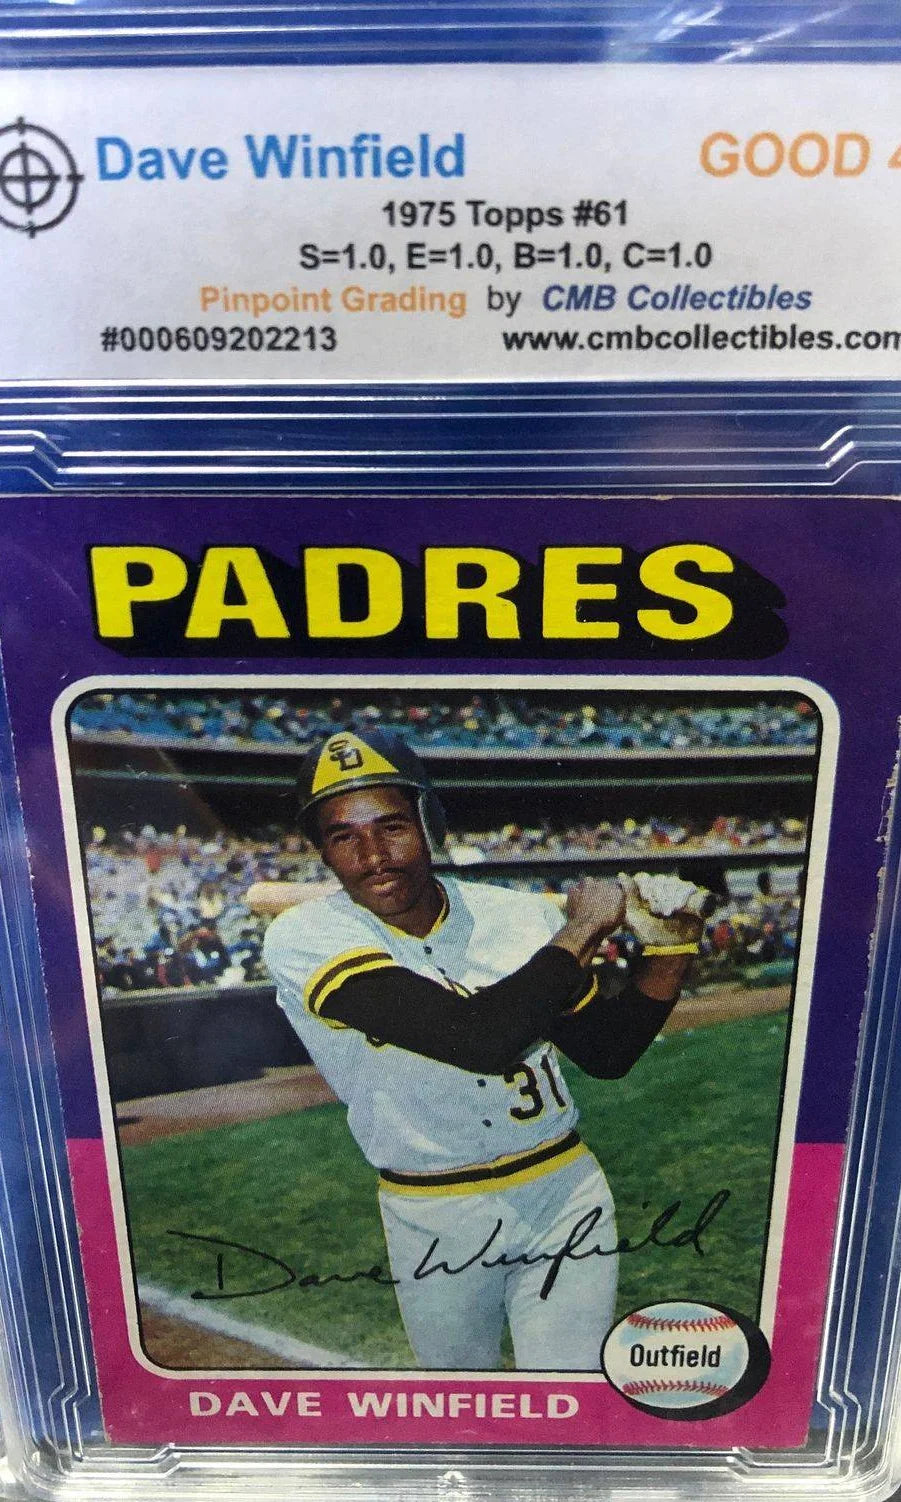 Dave Winfield GOOD 4
1975 Topps #61
S=1.0, E=1.0, B=1.0, C=1.0
Pinpoint Grading by CMB Collectibles
#000609202213 www.cmbcollectibles.com
PADRES
SD
31
Dave Winfield
Outfield
DAVE WINFIELD